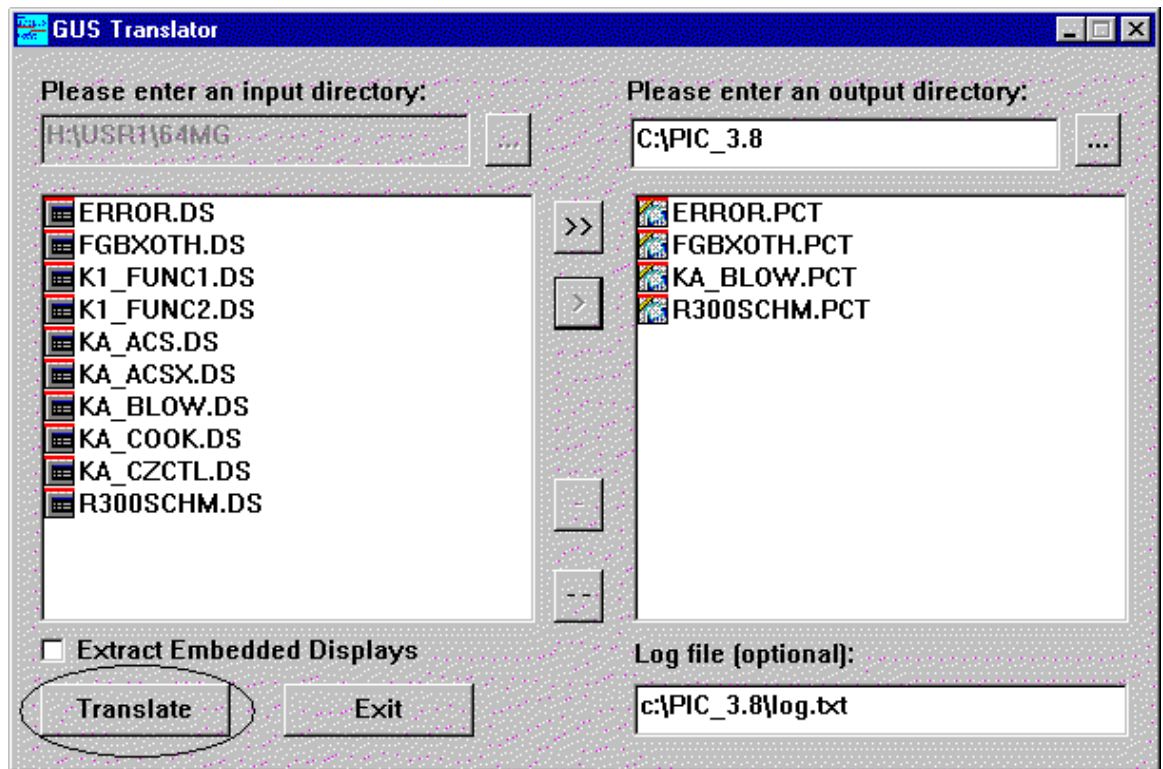 GUS Translator
Please enter an input directory:
H:\USR1\64MG
...
Please enter an output directory:
C:\PIC_3.8
...
ERROR.DS
FGBXOTH.DS
K1_FUNC1.DS
K1_FUNC2.DS
KA_ACS.DS
KA_ACSX.DS
KA_BLOW.DS
KA_COOK.DS
KA_CZCTL.DS
R300SCHM.DS
>>
>
-
--
ERROR.PCT
FGBXOTH.PCT
KA_BLOW.PCT
R300SCHM.PCT
Extract Embedded Displays
Translate
Exit
Log file (optional):
c:\PIC_3.8\log.txt